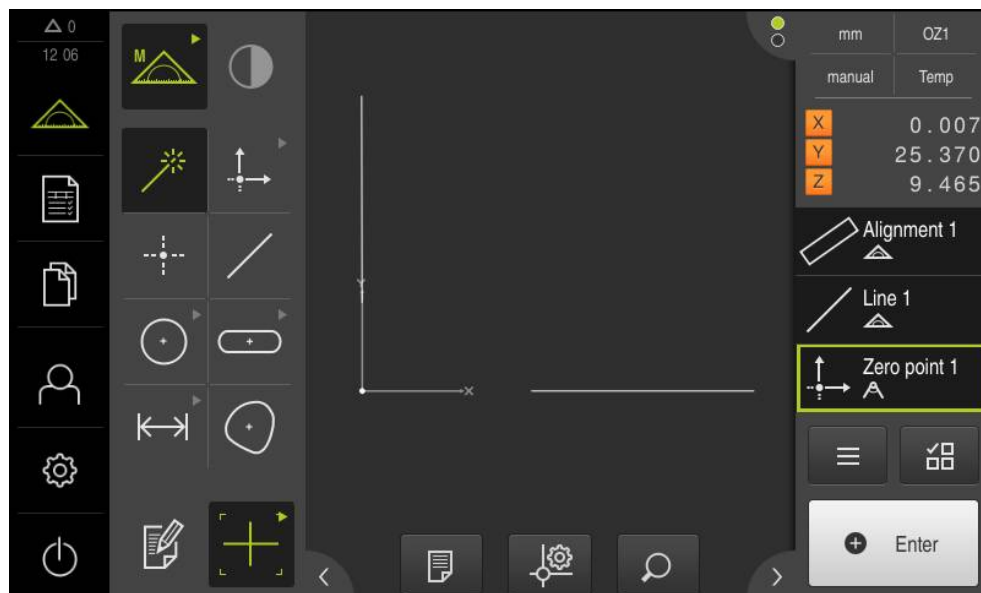 0
12 06
M
mm
OZ1
manual
Temp
X 0.007
Y 25.370
Z 9.465
Alignment 1
Line 1
Zero point 1
Y
X
Enter